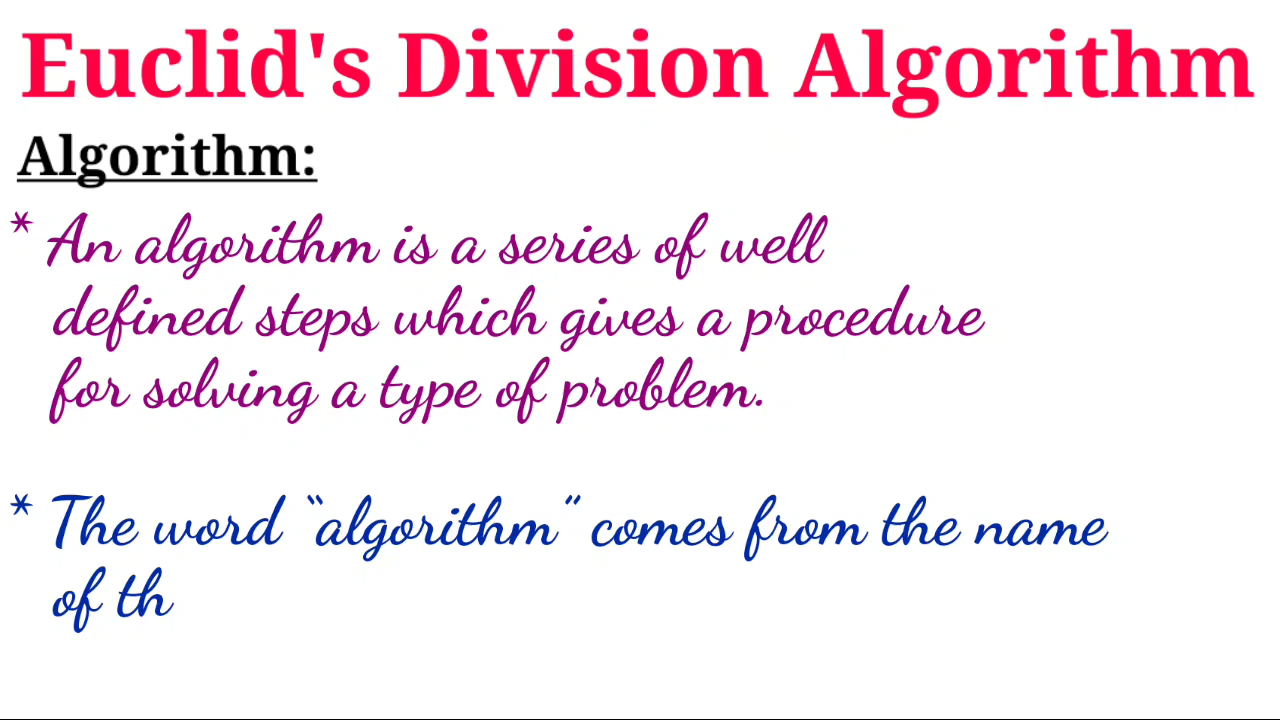 Euclid's Division Algorithm
Algorithm:
* An algorithm is a series of well
defined steps which gives a procedure
for solving a type of problem.
* The word “algorithm” comes from the name
of th